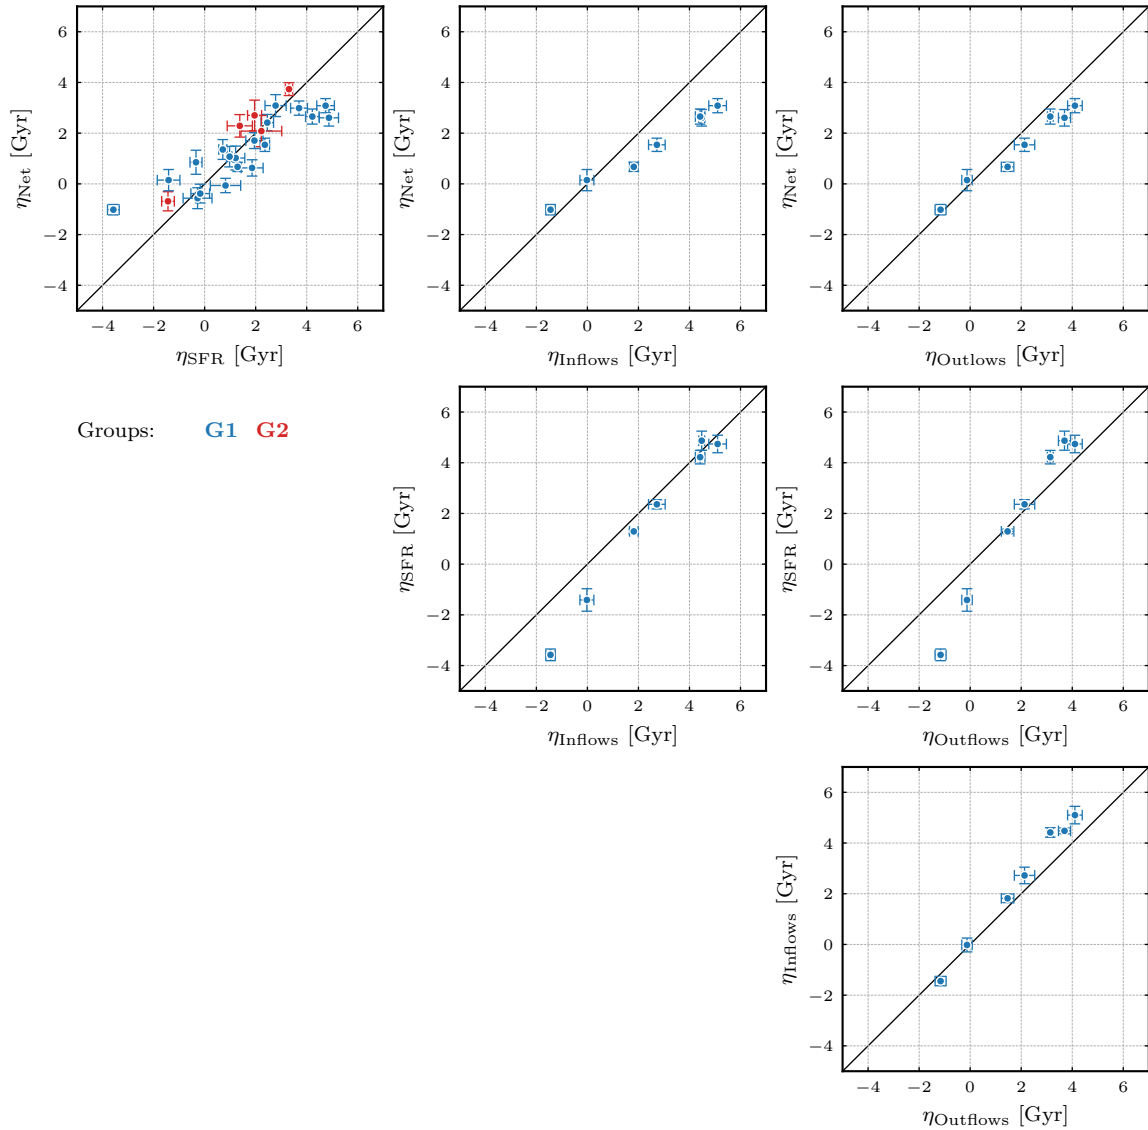 6
4
2
0
−2
−4
η_Net [Gyr]
−4 −2 0 2 4 6
η_SFR [Gyr]
6
4
2
0
−2
−4
η_Net [Gyr]
−4 −2 0 2 4 6
η_Inflows [Gyr]
6
4
2
0
−2
−4
η_Net [Gyr]
−4 −2 0 2 4 6
η_Outlows [Gyr]
Groups: G1 G2
6
4
2
0
−2
−4
η_SFR [Gyr]
−4 −2 0 2 4 6
η_Inflows [Gyr]
6
4
2
0
−2
−4
η_SFR [Gyr]
−4 −2 0 2 4 6
η_Outflows [Gyr]
6
4
2
0
−2
−4
η_Inflows [Gyr]
−4 −2 0 2 4 6
η_Outflows [Gyr]